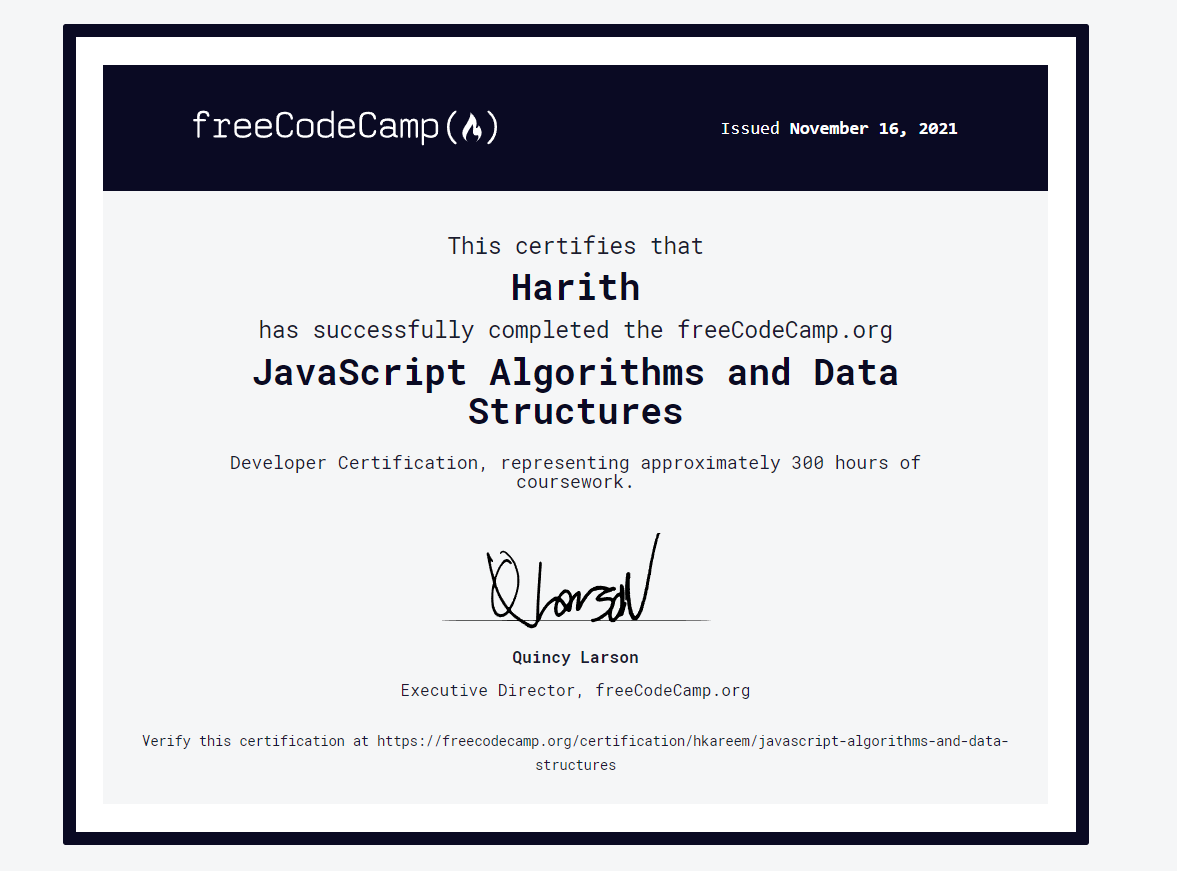 freeCodeCamp(🔥)
Issued November 16, 2021
This certifies that
Harith
has successfully completed the freeCodeCamp.org
JavaScript Algorithms and Data
Structures
Developer Certification, representing approximately 300 hours of
coursework.
Q Larson
Quincy Larson
Executive Director, freeCodeCamp.org
Verify this certification at https://freecodecamp.org/certification/hkareem/javascript-algorithms-and-data-
structures